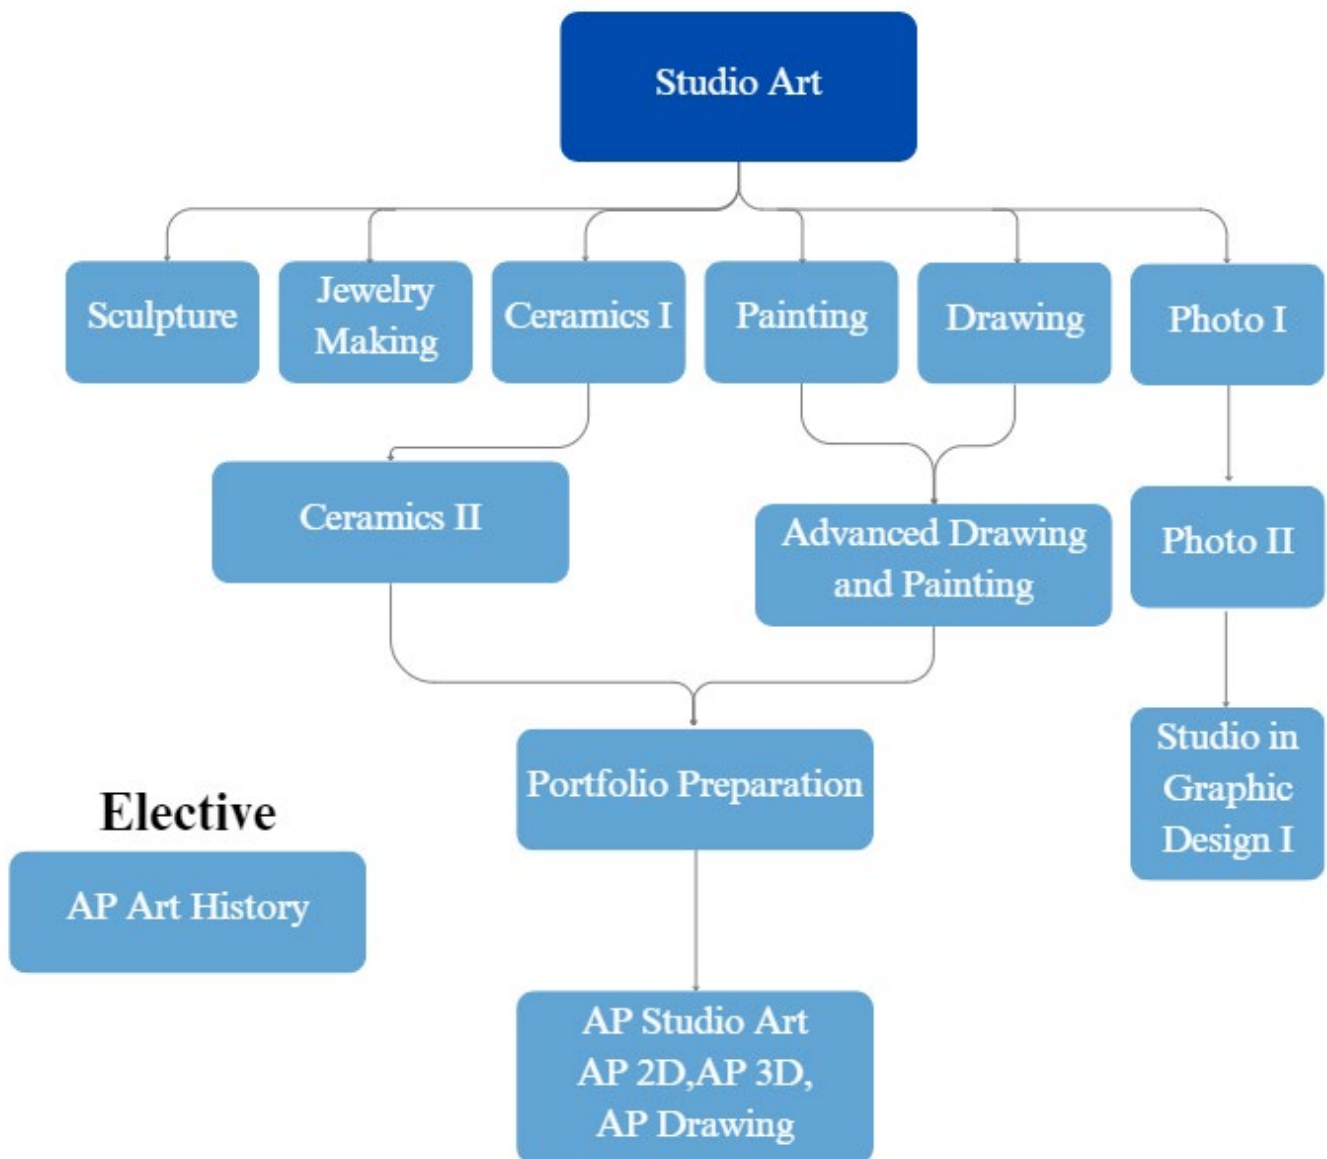 Studio Art
Sculpture
Jewelry
Making
Ceramics I
Painting
Drawing
Photo I
Ceramics II
Advanced Drawing
and Painting
Photo II
Portfolio Preparation
Studio in
Graphic
Design I
Elective
AP Art History
AP Studio Art
AP 2D,AP 3D,
AP Drawing